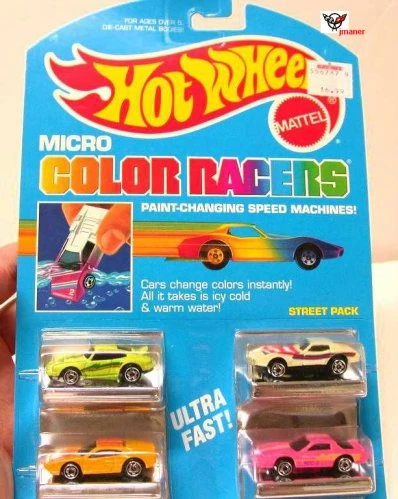 jmaner
FOR AGES OVER 5.
DIE-CAST METAL BODIES!
HOT WHEE
MATTEL
MICRO
COLOR RACERS
PAINT-CHANGING SPEED MACHINES!
Cars change colors instantly!
All it takes is icy cold
& warm water!
STREET PACK
ULTRA
FAST!